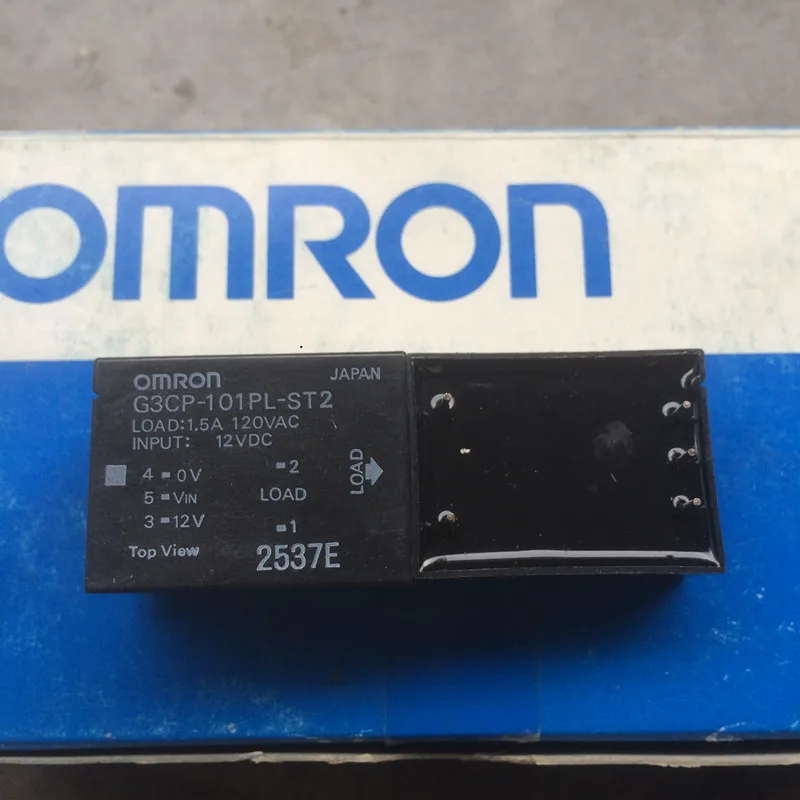 OMRON
OMRON
JAPAN
G3CP-101PL-ST2
LOAD:1.5A 120VAC
INPUT: 12VDC
4=0V
5=VIN
3=12V
=2
LOAD
=1
LOAD
Top View
2537E